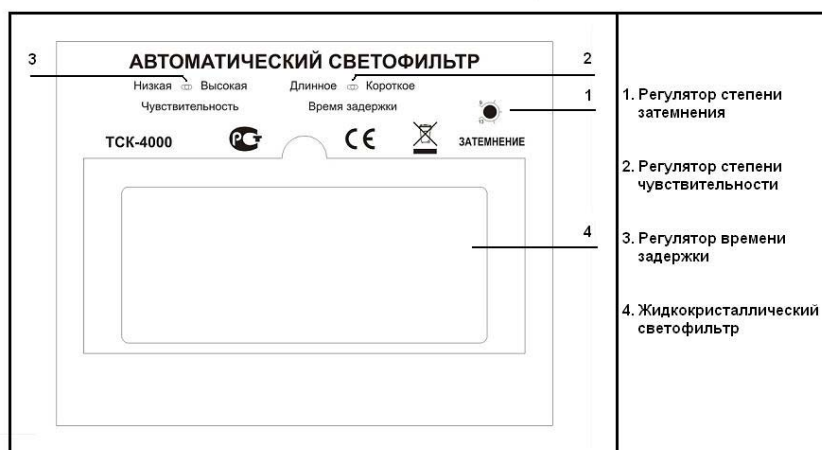 АВТОМАТИЧЕСКИЙ СВЕТОФИЛЬТР
3
2
Низкая Высокая Длинное Короткое
Чувствительность Время задержки
1
ТСК-4000 РСТ CE ЗАТЕМНЕНИЕ
4
1. Регулятор степени
затемнения
2. Регулятор степени
чувствительности
3. Регулятор времени
задержки
4. Жидкокристаллический
светофильтр